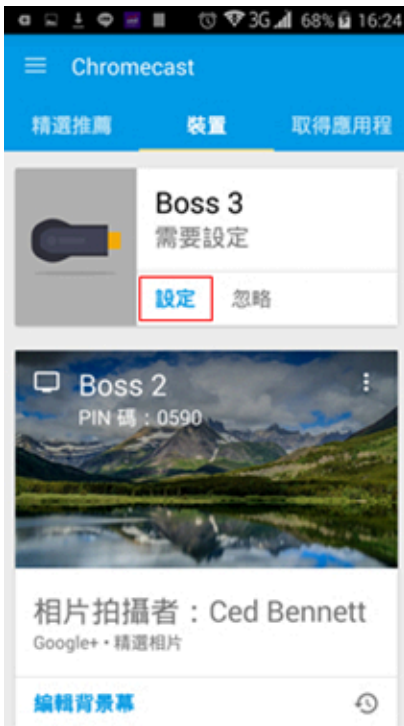 3G 68% 16:24
Chromecast
精選推薦 裝置 取得應用程
Boss 3
需要設定
設定 忽略
Boss 2
PIN 碼：0590
相片拍攝者：Ced Bennett
Google+・精選相片
編輯背景幕